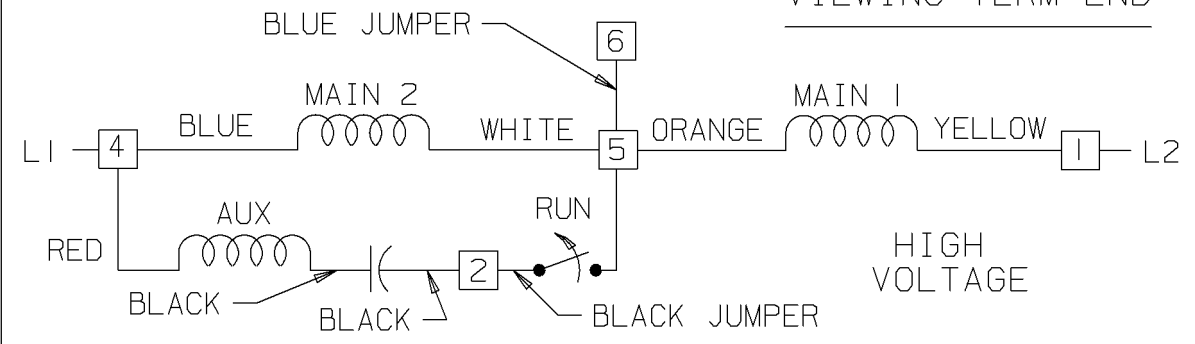 VIEWING TERM END
BLUE JUMPER
6
MAIN 2
MAIN 1
BLUE
WHITE
ORANGE
YELLOW
L1
4
5
1
L2
AUX
RUN
RED
2
HIGH
VOLTAGE
BLACK
BLACK
BLACK JUMPER